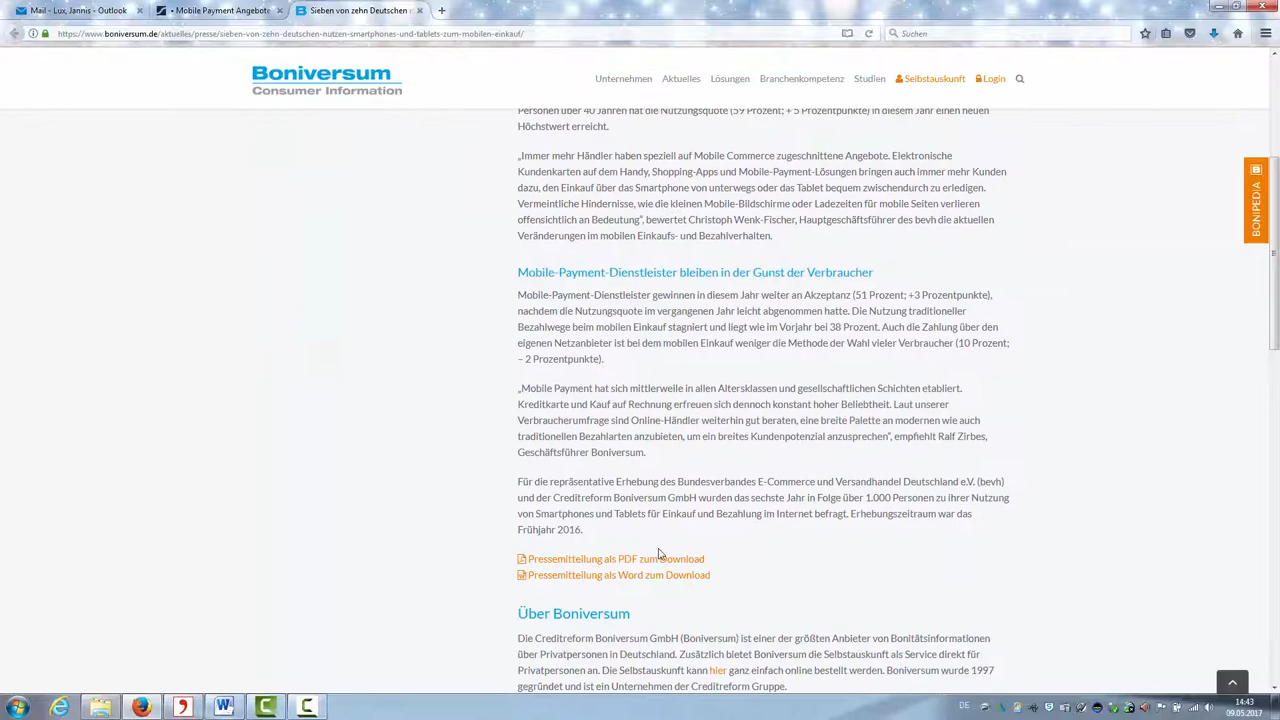 Mail - Lux, Jannis - Outlook
• Mobile Payment Angebote
Sieben von zehn Deutschen
https://www.boniversum.de/aktuelles/presse/sieben-von-zehn-deutschen-nutzen-smartphones-und-tablets-zum-mobilen-einkauf/
Suchen
Boniversum
Consumer Information
Unternehmen Aktuelles Lösungen Branchenkompetenz Studien Selbstauskunft Login
Personen über 40 Jahren hat die Nutzungsquote (59 Prozent; + 5 Prozentpunkte) in diesem Jahr einen neuen
Höchstwert erreicht.
„Immer mehr Händler haben speziell auf Mobile Commerce zugeschnittene Angebote. Elektronische
Kundenkarten auf dem Handy, Shopping-Apps und Mobile-Payment-Lösungen bringen auch immer mehr Kunden
dazu, den Einkauf über das Smartphone von unterwegs oder das Tablet bequem zwischendurch zu erledigen.
Vermeintliche Hindernisse, wie die kleinen Mobile-Bildschirme oder Ladezeiten für mobile Seiten verlieren
offensichtlich an Bedeutung“, bewertet Christoph Wenk-Fischer, Hauptgeschäftsführer des bevh die aktuellen
Veränderungen im mobilen Einkaufs- und Bezahlverhalten.
BONIPEDIA
Mobile-Payment-Dienstleister bleiben in der Gunst der Verbraucher
Mobile-Payment-Dienstleister gewinnen in diesem Jahr weiter an Akzeptanz (51 Prozent; +3 Prozentpunkte),
nachdem die Nutzungsquote im vergangenen Jahr leicht abgenommen hatte. Die Nutzung traditioneller
Bezahlwege beim mobilen Einkauf stagniert und liegt wie im Vorjahr bei 38 Prozent. Auch die Zahlung über den
eigenen Netzanbieter ist bei dem mobilen Einkauf weniger die Methode der Wahl vieler Verbraucher (10 Prozent;
– 2 Prozentpunkte).
„Mobile Payment hat sich mittlerweile in allen Altersklassen und gesellschaftlichen Schichten etabliert.
Kreditkarte und Kauf auf Rechnung erfreuen sich dennoch konstant hoher Beliebtheit. Laut unserer
Verbraucherumfrage sind Online-Händler weiterhin gut beraten, eine breite Palette an modernen wie auch
traditionellen Bezahlarten anzubieten, um ein breites Kundenpotenzial anzusprechen“, empfiehlt Ralf Zirbes,
Geschäftsführer Boniversum.
Für die repräsentative Erhebung des Bundesverbandes E-Commerce und Versandhandel Deutschland e.V. (bevh)
und der Creditreform Boniversum GmbH wurden das sechste Jahr in Folge über 1.000 Personen zu ihrer Nutzung
von Smartphones und Tablets für Einkauf und Bezahlung im Internet befragt. Erhebungszeitraum war das
Frühjahr 2016.
Pressemitteilung als PDF zum Download
Pressemitteilung als Word zum Download
Über Boniversum
Die Creditreform Boniversum GmbH (Boniversum) ist einer der größten Anbieter von Bonitätsinformationen
über Privatpersonen in Deutschland. Zusätzlich bietet Boniversum die Selbstauskunft als Service direkt für
Privatpersonen an. Die Selbstauskunft kann hier ganz einfach online bestellt werden. Boniversum wurde 1997
gegründet und ist ein Unternehmen der Creditreform Gruppe.
DE
14:43
09.05.2017